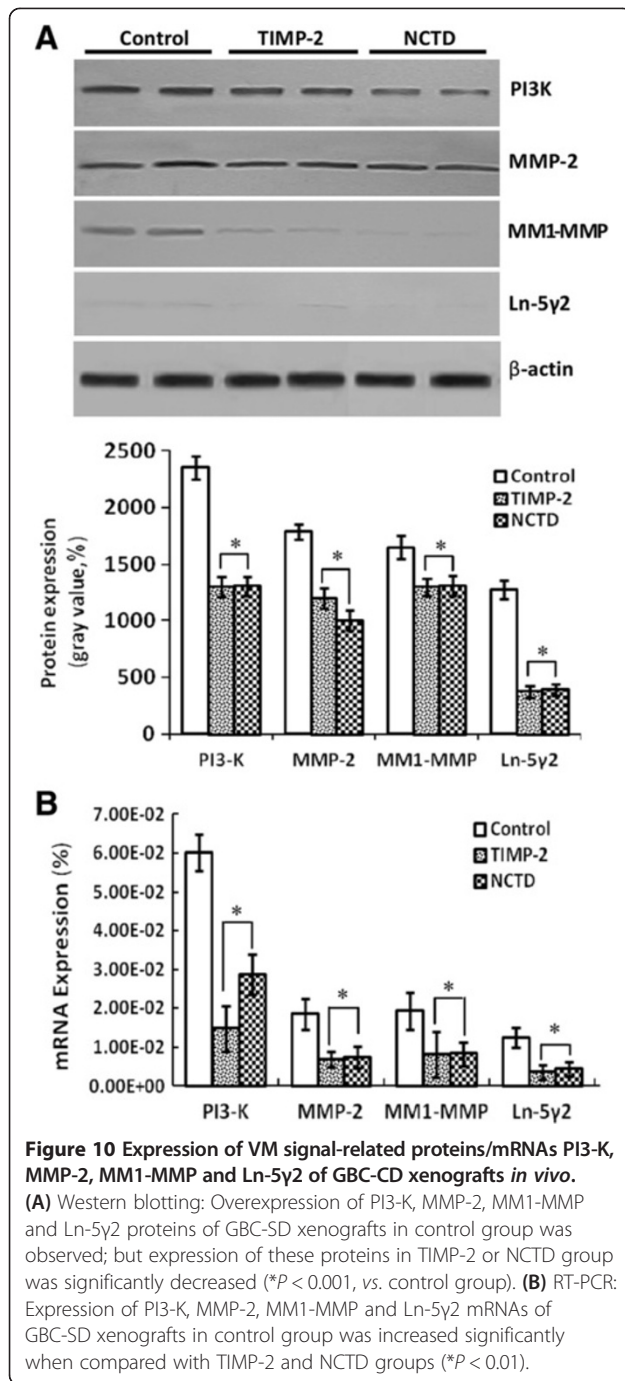 A
Control TIMP-2 NCTD
PI3K
MMP-2
MM1-MMP
Ln-5γ2
β-actin
Protein expression
(gray value,%)
2500
2000
1500
1000
500
0
Control
TIMP-2
NCTD
* * * *
PI3-K MMP-2 MM1-MMP Ln-5γ2
B
mRNA Expression (%)
7.00E-02
6.00E-02
5.00E-02
4.00E-02
3.00E-02
2.00E-02
1.00E-02
0.00E+00
Control
TIMP-2
NCTD
* * * *
PI3-K MMP-2 MM1-MMP Ln-5γ2
Figure 10 Expression of VM signal-related proteins/mRNAs PI3-K,
MMP-2, MM1-MMP and Ln-5γ2 of GBC-CD xenografts in vivo.
(A) Western blotting: Overexpression of PI3-K, MMP-2, MM1-MMP
and Ln-5γ2 proteins of GBC-SD xenografts in control group was
observed; but expression of these proteins in TIMP-2 or NCTD group
was significantly decreased (*P < 0.001, vs. control group). (B) RT-PCR:
Expression of PI3-K, MMP-2, MM1-MMP and Ln-5γ2 mRNAs of
GBC-SD xenografts in control group was increased significantly
when compared with TIMP-2 and NCTD groups (*P < 0.01).